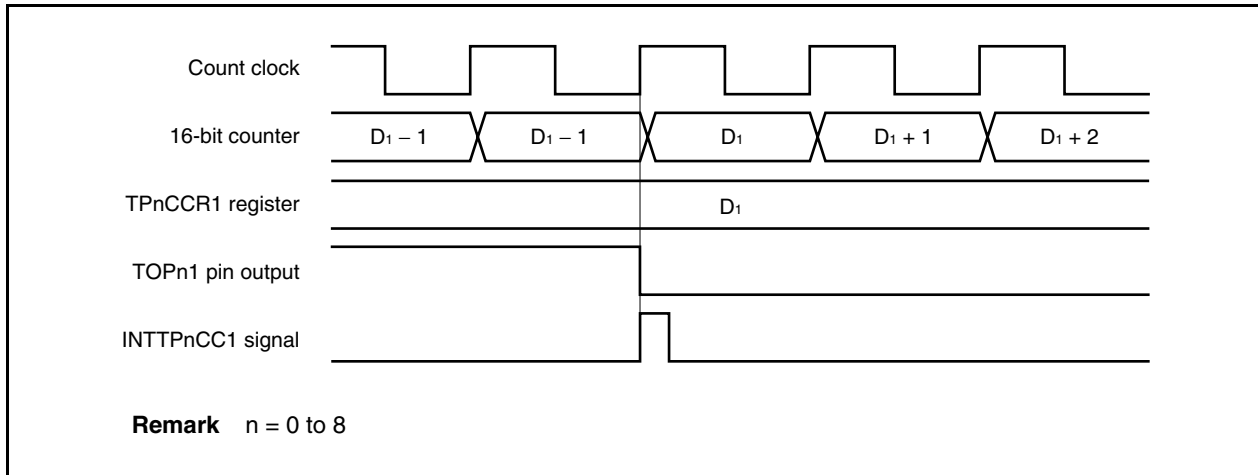 Count clock
16-bit counter D₁ − 1 D₁ − 1 D₁ D₁ + 1 D₁ + 2
TPnCCR1 register D₁
TOPn1 pin output
INTTPnCC1 signal
Remark n = 0 to 8